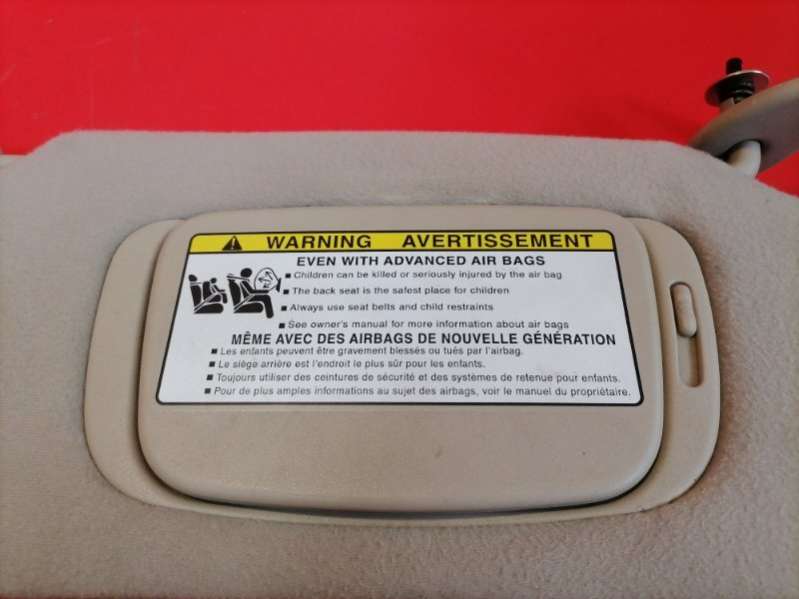 WARNING AVERTISSEMENT
EVEN WITH ADVANCED AIR BAGS
■ Children can be killed or seriously injured by the air bag
■ The back seat is the safest place for children
■ Always use seat belts and child restraints
■ See owner's manual for more information about air bags
MÊME AVEC DES AIRBAGS DE NOUVELLE GÉNÉRATION
■ Les enfants peuvent être gravement blessés ou tués par l'airbag.
■ Le siège arrière est l'endroit le plus sûr pour les enfants.
■ Toujours utiliser des ceintures de sécurité et des systèmes de retenue pour enfants.
■ Pour de plus amples informations au sujet des airbags, voir le manuel du propriétaire.